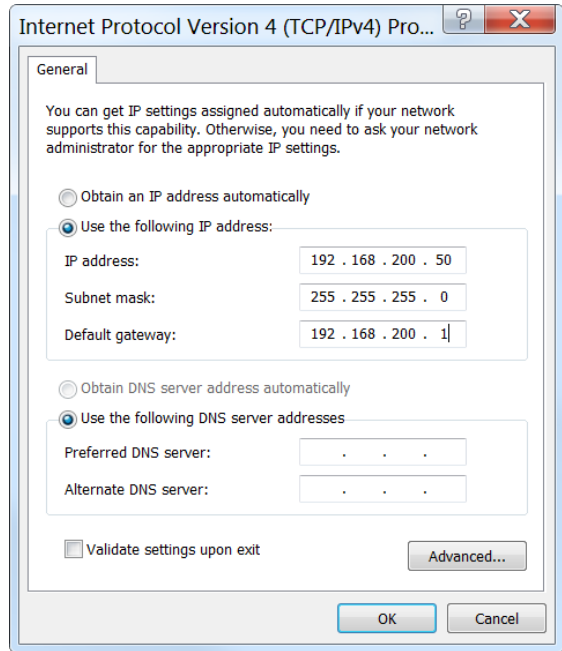 Internet Protocol Version 4 (TCP/IPv4) Pro...
General
You can get IP settings assigned automatically if your network
supports this capability. Otherwise, you need to ask your network
administrator for the appropriate IP settings.
Obtain an IP address automatically
Use the following IP address:
IP address: 192 . 168 . 200 . 50
Subnet mask: 255 . 255 . 255 . 0
Default gateway: 192 . 168 . 200 . 1
Obtain DNS server address automatically
Use the following DNS server addresses
Preferred DNS server: . . .
Alternate DNS server: . . .
Validate settings upon exit
Advanced...
OK Cancel